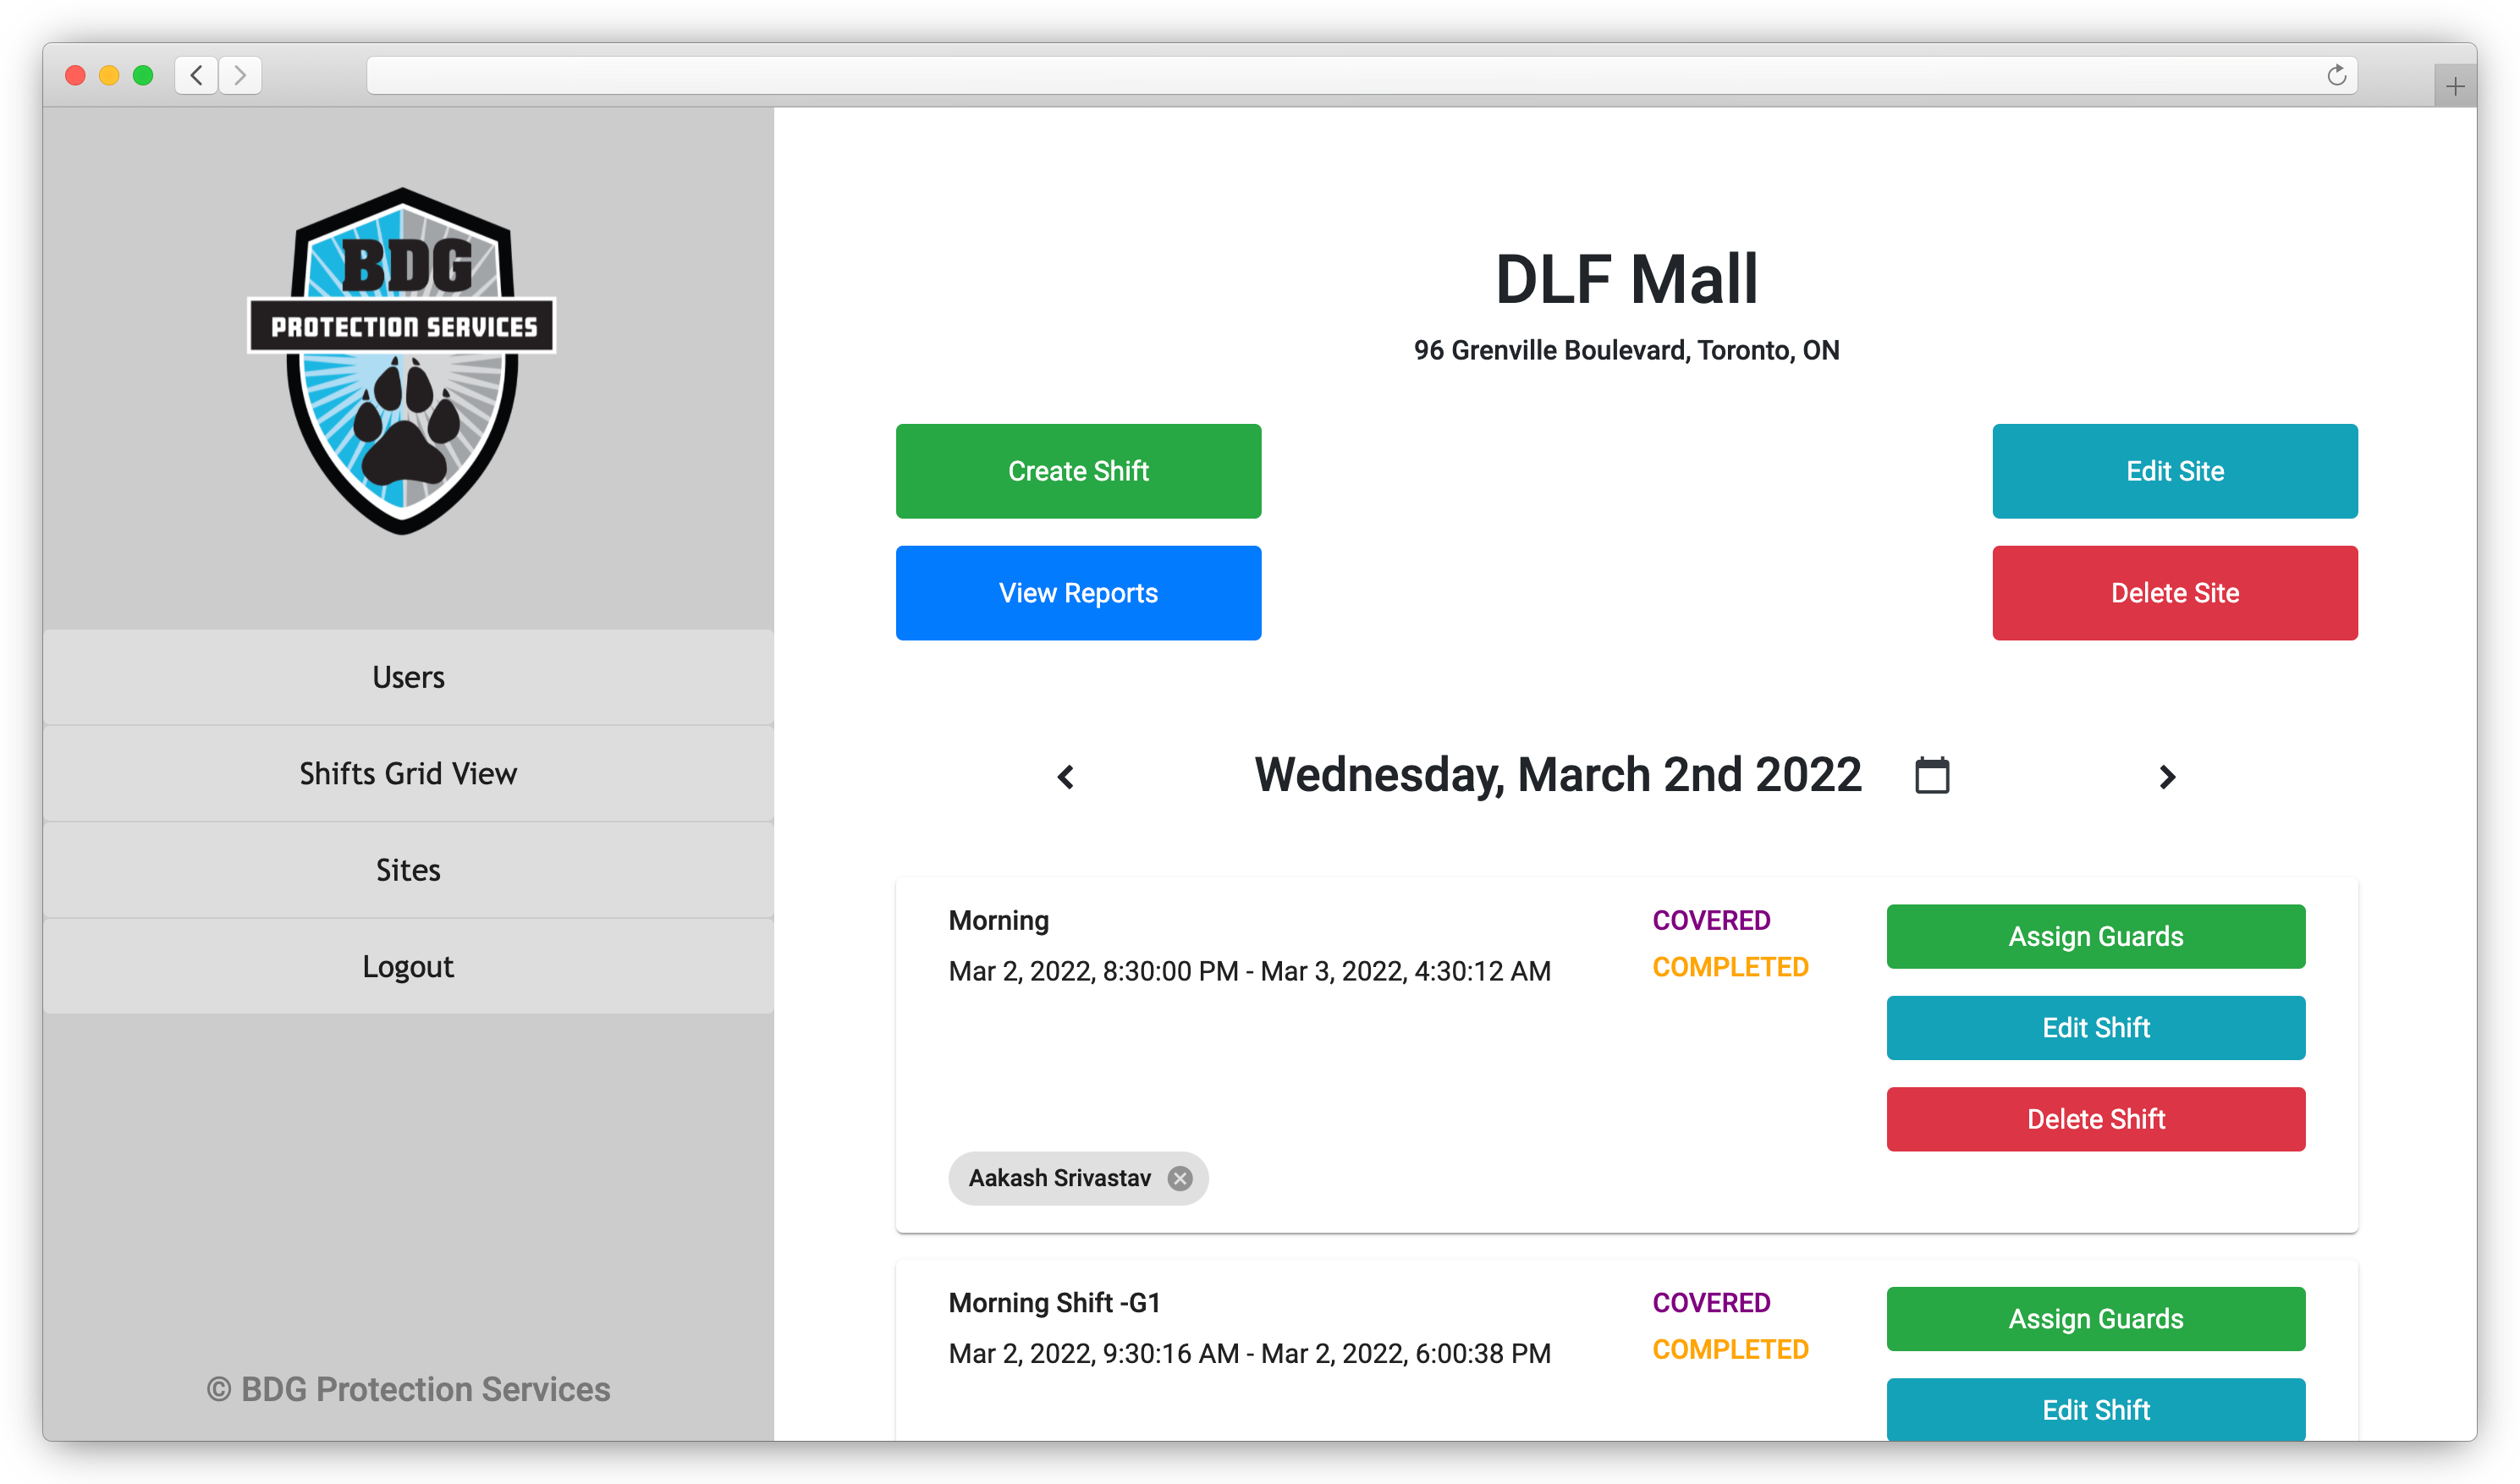 BDG
PROTECTION SERVICES
Users
Shifts Grid View
Sites
Logout
© BDG Protection Services
DLF Mall
96 Grenville Boulevard, Toronto, ON
Create Shift
Edit Site
View Reports
Delete Site
Wednesday, March 2nd 2022
Morning
COVERED
Assign Guards
Mar 2, 2022, 8:30:00 PM - Mar 3, 2022, 4:30:12 AM
COMPLETED
Edit Shift
Delete Shift
Aakash Srivastav
Morning Shift -G1
COVERED
Assign Guards
Mar 2, 2022, 9:30:16 AM - Mar 2, 2022, 6:00:38 PM
COMPLETED
Edit Shift